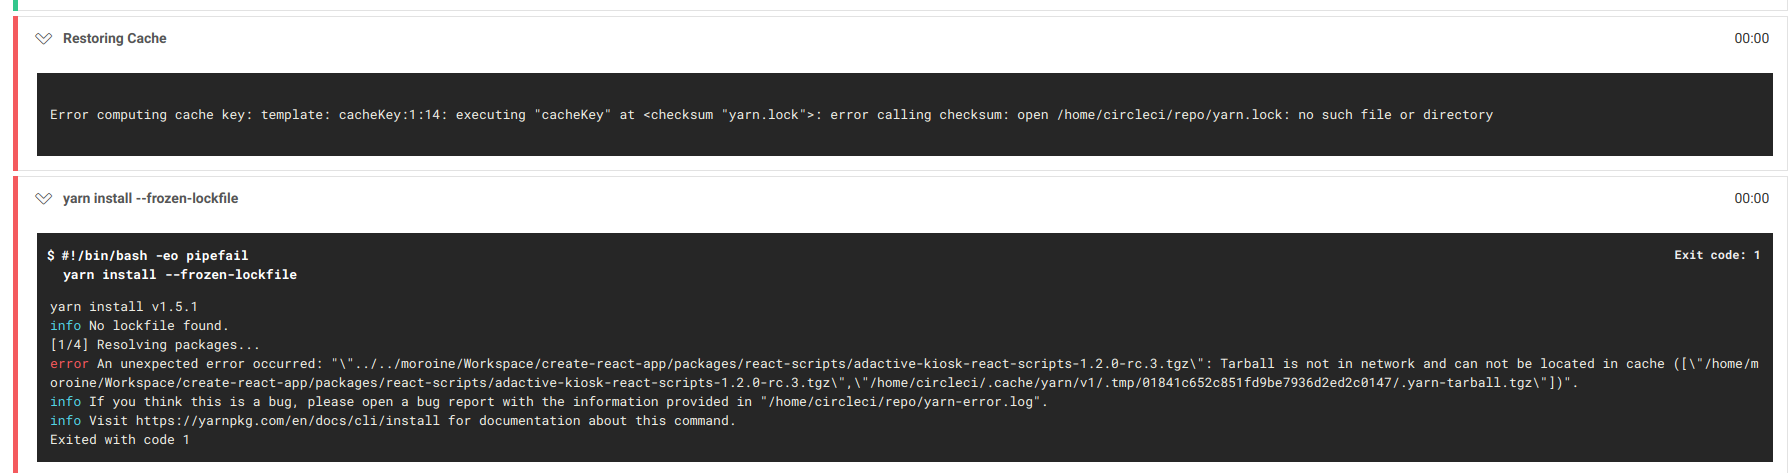 Restoring Cache 00:00
Error computing cache key: template: cacheKey:1:14: executing "cacheKey" at <checksum "yarn.lock">: error calling checksum: open /home/circleci/repo/yarn.lock: no such file or directory
yarn install --frozen-lockfile 00:00
$ #!/bin/bash -eo pipefail Exit code: 1
yarn install --frozen-lockfile
yarn install v1.5.1
info No lockfile found.
[1/4] Resolving packages...
error An unexpected error occurred: "\"../../moroine/Workspace/create-react-app/packages/react-scripts/adactive-kiosk-react-scripts-1.2.0-rc.3.tgz\": Tarball is not in network and can not be located in cache ([\"/home/m
oroine/Workspace/create-react-app/packages/react-scripts/adactive-kiosk-react-scripts-1.2.0-rc.3.tgz\",\"/home/circleci/.cache/yarn/v1/.tmp/01841c652c851fd9be7936d2ed2c0147/.yarn-tarball.tgz\"])".
info If you think this is a bug, please open a bug report with the information provided in "/home/circleci/repo/yarn-error.log".
info Visit https://yarnpkg.com/en/docs/cli/install for documentation about this command.
Exited with code 1